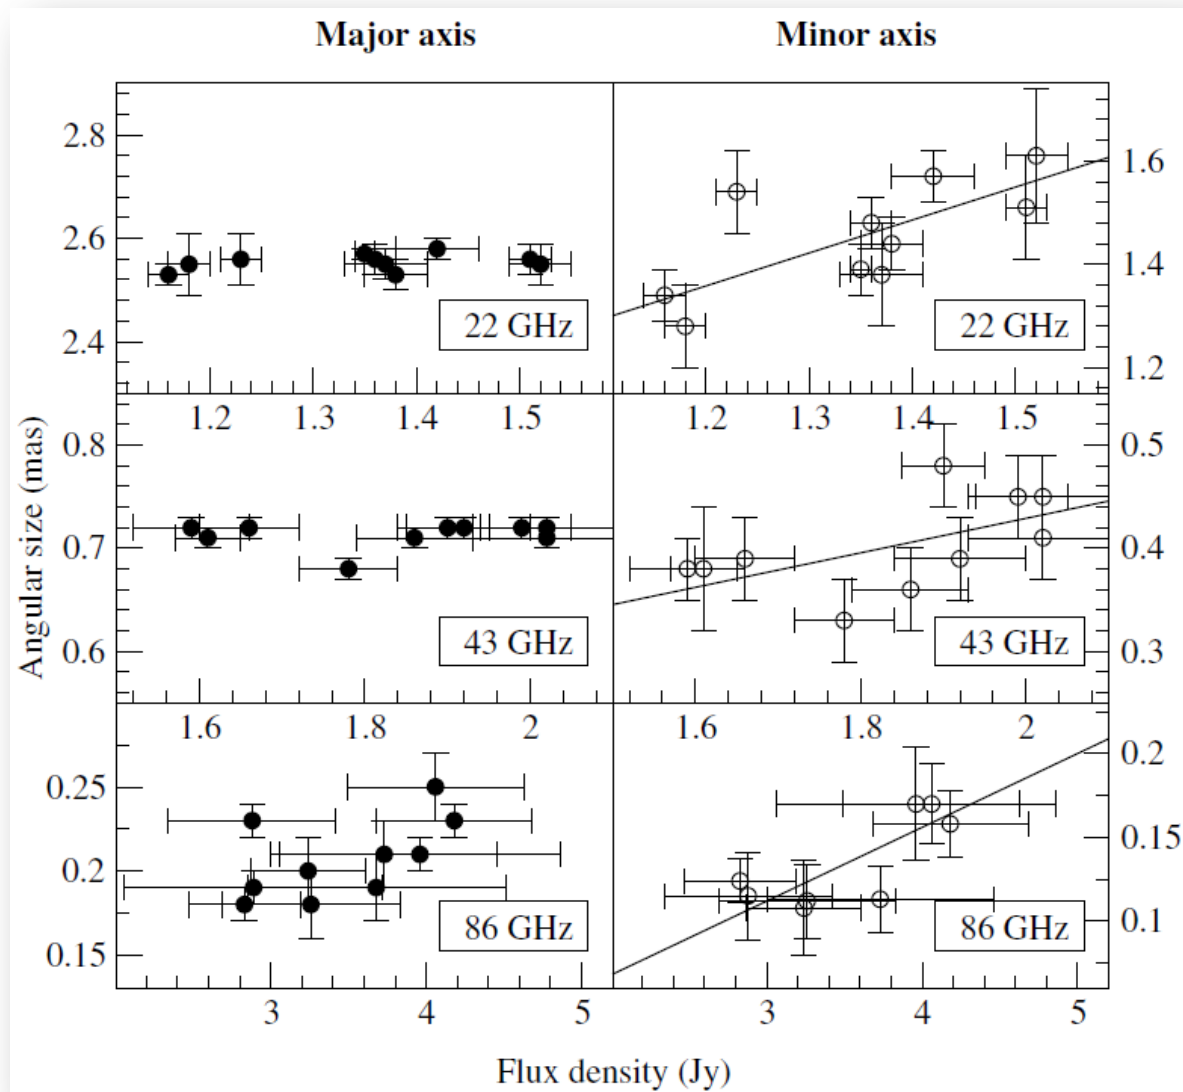 Major axis Minor axis
2.8
2.6
2.4
22 GHz
1.6
1.4
1.2
22 GHz
1.2 1.3 1.4 1.5
1.2 1.3 1.4 1.5
Angular size (mas)
0.8
0.7
0.6
43 GHz
0.5
0.4
0.3
43 GHz
1.6 1.8 2
1.6 1.8 2
0.25
0.2
0.15
86 GHz
0.2
0.15
0.1
86 GHz
3 4 5
3 4 5
Flux density (Jy)